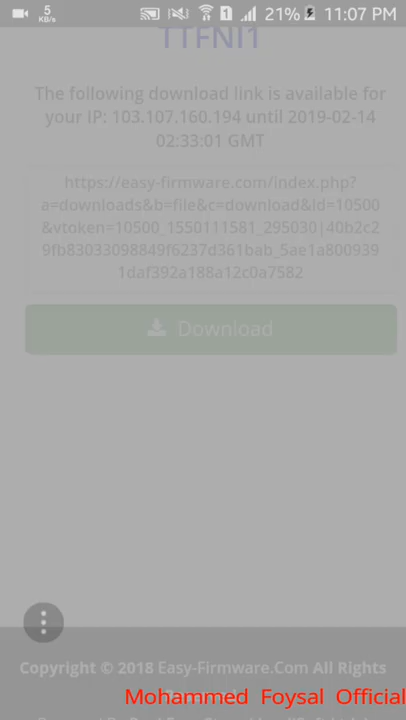 5
KB/s
1
21%
11:07 PM
TTFNI1
The following download link is available for
your IP: 103.107.160.194 until 2019-02-14
02:33:01 GMT
https://easy-firmware.com/index.php?
a=downloads&b=file&c=download&id=10500
&vtoken=10500_1550111581_295030|40b2c2
9fb83033098849f6237d361bab_5ae1a800939
1daf392a188a12c0a7582
Download
Copyright © 2018 Easy-Firmware.Com All Rights
Mohammed Foysal Official